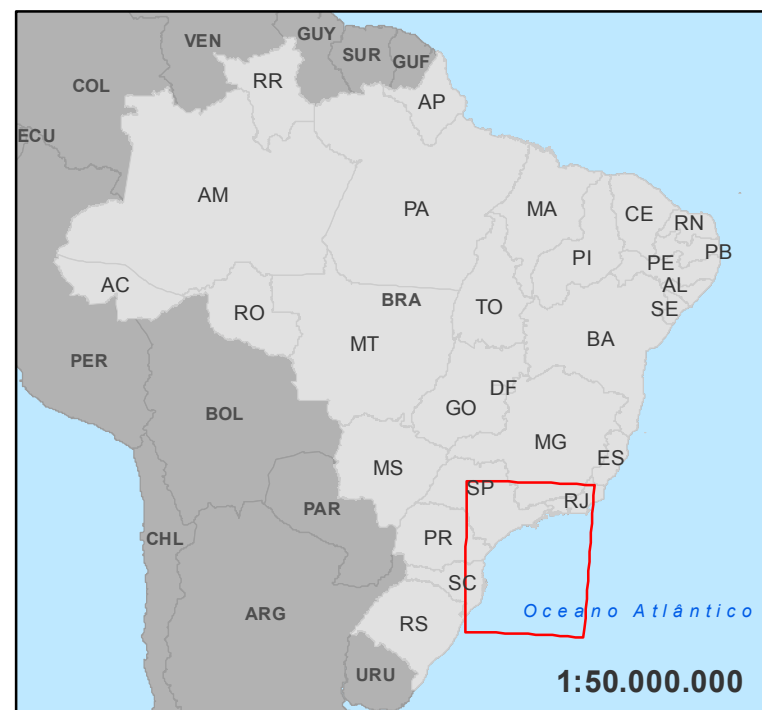 VEN
GUY
SUR
GUF
COL
RR
AP
ECU
AM
PA
MA
CE
RN
PI
PE
PB
AC
AL
RO
BRA
TO
SE
MT
BA
PER
DF
GO
BOL
MG
MS
ES
SP
RJ
PAR
PR
CHL
SC
ARG
Oceano Atlântico
RS
URU
1:50.000.000